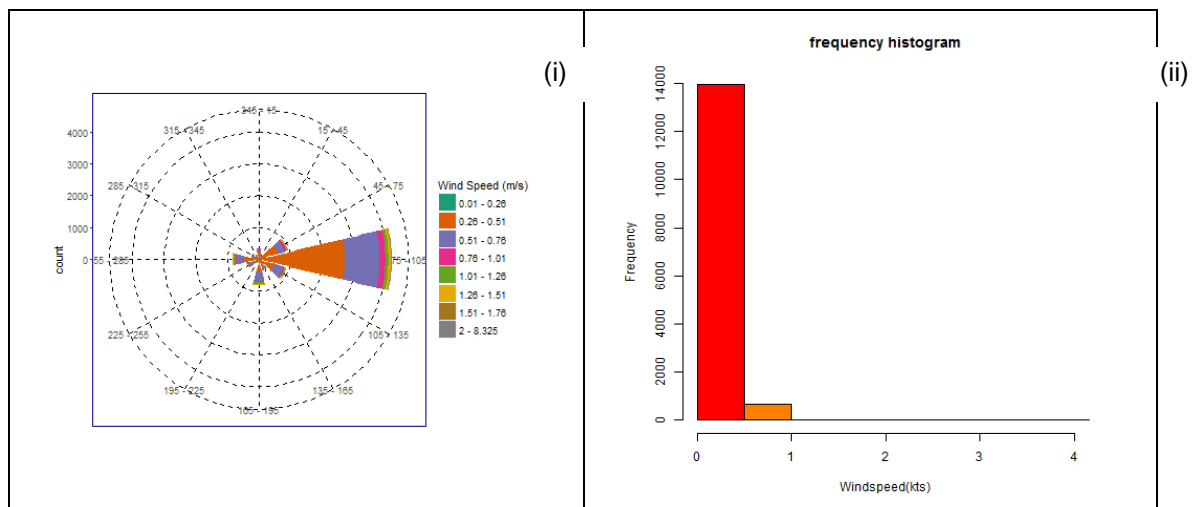 (i)
345 - 15
15 - 45
45 - 75
75 - 105
105 - 135
135 - 165
165 - 195
195 - 225
225 - 255
55 - 285
285 - 315
315 - 345
4000
3000
2000
1000
0
count
Wind Speed (m/s)
0.01 - 0.26
0.26 - 0.51
0.51 - 0.76
0.76 - 1.01
1.01 - 1.26
1.26 - 1.51
1.51 - 1.76
2 - 8.325
frequency histogram
(ii)
14000
12000
10000
8000
6000
4000
2000
0
Frequency
0 1 2 3 4
Windspeed(kts)